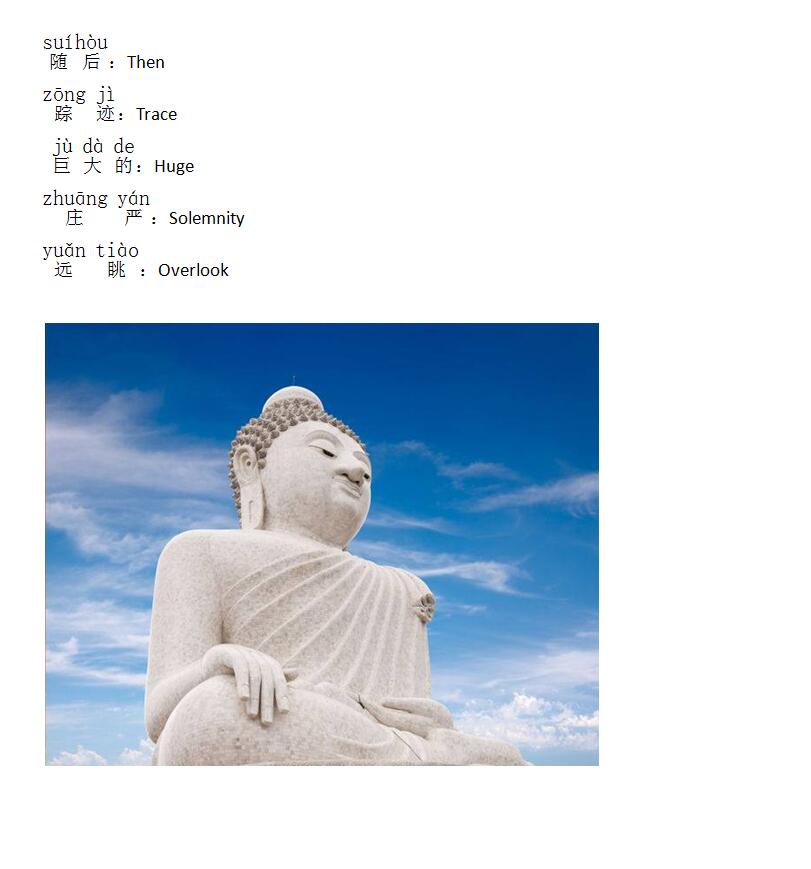 suíhòu
随后：Then
zōng jì
踪迹：Trace
jù dà de
巨大的：Huge
zhuāng yán
庄严：Solemnity
yuǎn tiào
远眺：Overlook